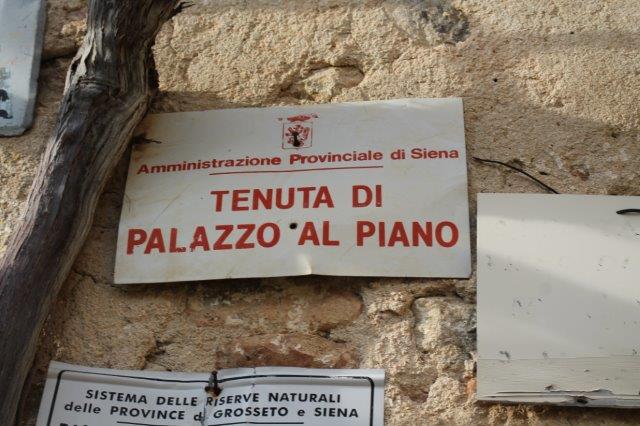 Amministrazione Provinciale di Siena
TENUTA DI
PALAZZO AL PIANO
SISTEMA DELLE RISERVE NATURALI
delle PROVINCE di GROSSETO e SIENA